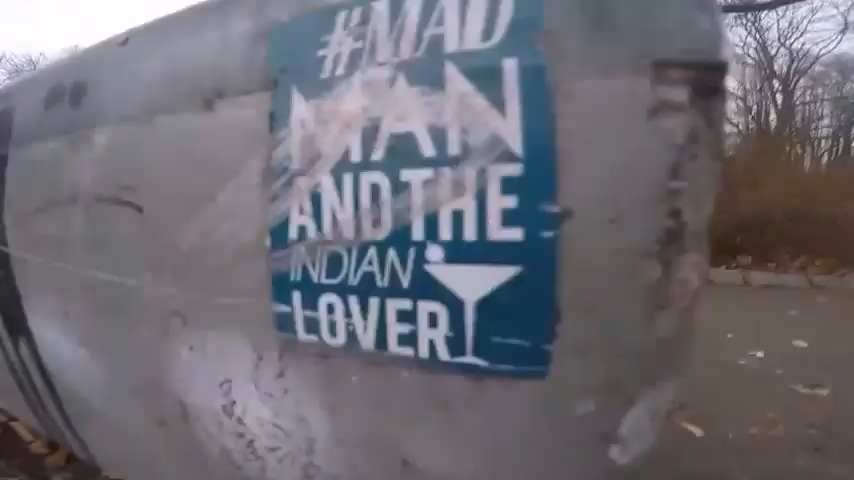 #MAD
MAN
AND THE
INDIAN
LOVER